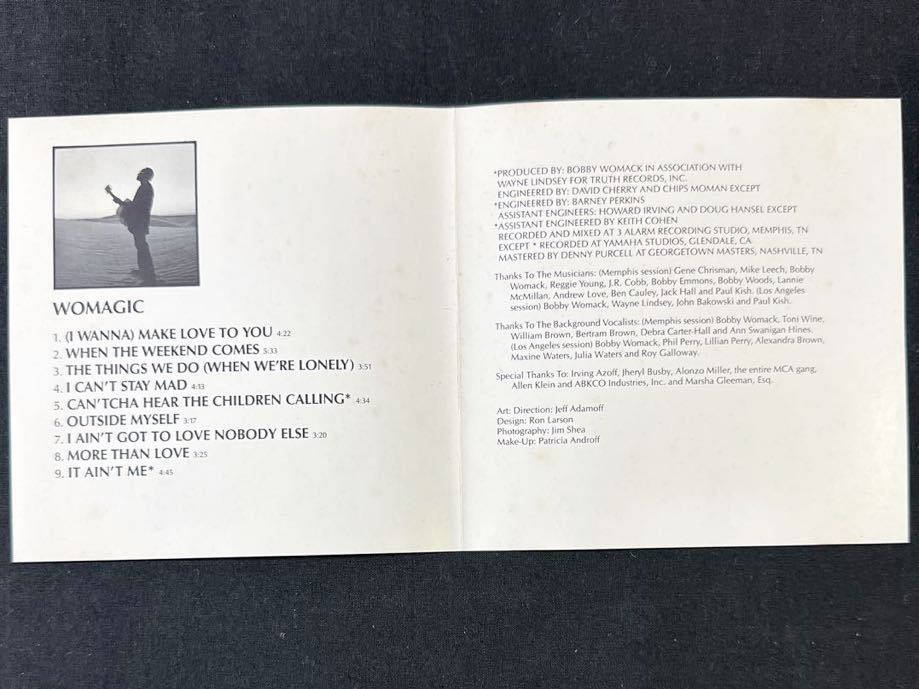 WOMAGIC
1. (I WANNA) MAKE LOVE TO YOU 4:22
2. WHEN THE WEEKEND COMES 5:33
3. THE THINGS WE DO (WHEN WE'RE LONELY) 3:51
4. I CAN'T STAY MAD 4:13
5. CAN'TCHA HEAR THE CHILDREN CALLING* 4:34
6. OUTSIDE MYSELF 3:17
7. I AIN'T GOT TO LOVE NOBODY ELSE 3:20
8. MORE THAN LOVE 3:25
9. IT AIN'T ME* 4:45
*PRODUCED BY: BOBBY WOMACK IN ASSOCIATION WITH
WAYNE LINDSEY FOR TRUTH RECORDS, INC.
ENGINEERED BY: DAVID CHERRY AND CHIPS MOMAN EXCEPT
*ENGINEERED BY: BARNEY PERKINS
ASSISTANT ENGINEERS: HOWARD IRVING AND DOUG HANSEL EXCEPT
*ASSISTANT ENGINEERED BY KEITH COHEN
RECORDED AND MIXED AT 3 ALARM RECORDING STUDIO, MEMPHIS, TN
EXCEPT * RECORDED AT YAMAHA STUDIOS, GLENDALE, CA
MASTERED BY DENNY PURCELL AT GEORGETOWN MASTERS, NASHVILLE, TN
Thanks To The Musicians: (Memphis session) Gene Chrisman, Mike Leech, Bobby
Womack, Reggie Young, J.R. Cobb, Bobby Emmons, Bobby Woods, Lannie
McMillan, Andrew Love, Ben Cauley, Jack Hall and Paul Kish. (Los Angeles
session) Bobby Womack, Wayne Lindsey, John Bakowski and Paul Kish.
Thanks To The Background Vocalists: (Memphis session) Bobby Womack, Toni Wine,
William Brown, Bertram Brown, Debra Carter-Hall and Ann Swanigan Hines.
(Los Angeles session) Bobby Womack, Phil Perry, Lillian Perry, Alexandra Brown,
Maxine Waters, Julia Waters and Roy Galloway.
Special Thanks To: Irving Azoff, Jheryl Busby, Alonzo Miller, the entire MCA gang,
Allen Klein and ABKCO Industries, Inc. and Marsha Gleeman, Esq.
Art: Direction: Jeff Adamoff
Design: Ron Larson
Photography: Jim Shea
Make-Up: Patricia Androff